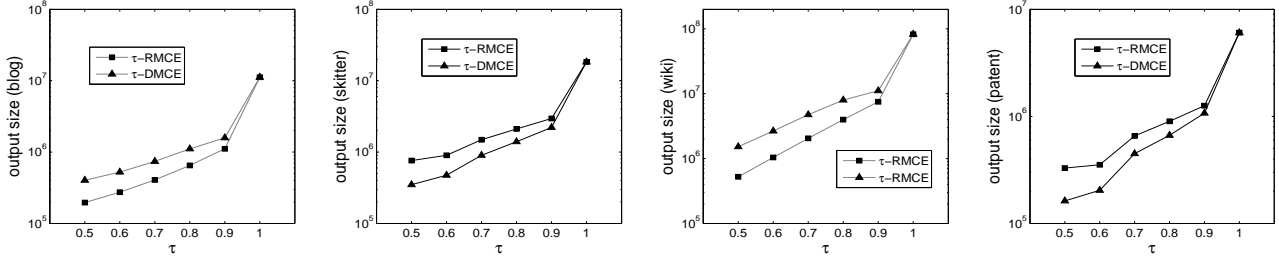 output size (blog)
10^8
10^7
10^6
10^5
τ−RMCE
τ−DMCE
0.5 0.6 0.7 0.8 0.9 1
τ
output size (skitter)
10^8
10^7
10^6
10^5
τ−RMCE
τ−DMCE
0.5 0.6 0.7 0.8 0.9 1
τ
output size (wiki)
10^8
10^7
10^6
10^5
τ−RMCE
τ−RMCE
0.5 0.6 0.7 0.8 0.9 1
τ
output size (patent)
10^7
10^6
10^5
τ−RMCE
τ−DMCE
0.5 0.6 0.7 0.8 0.9 1
τ